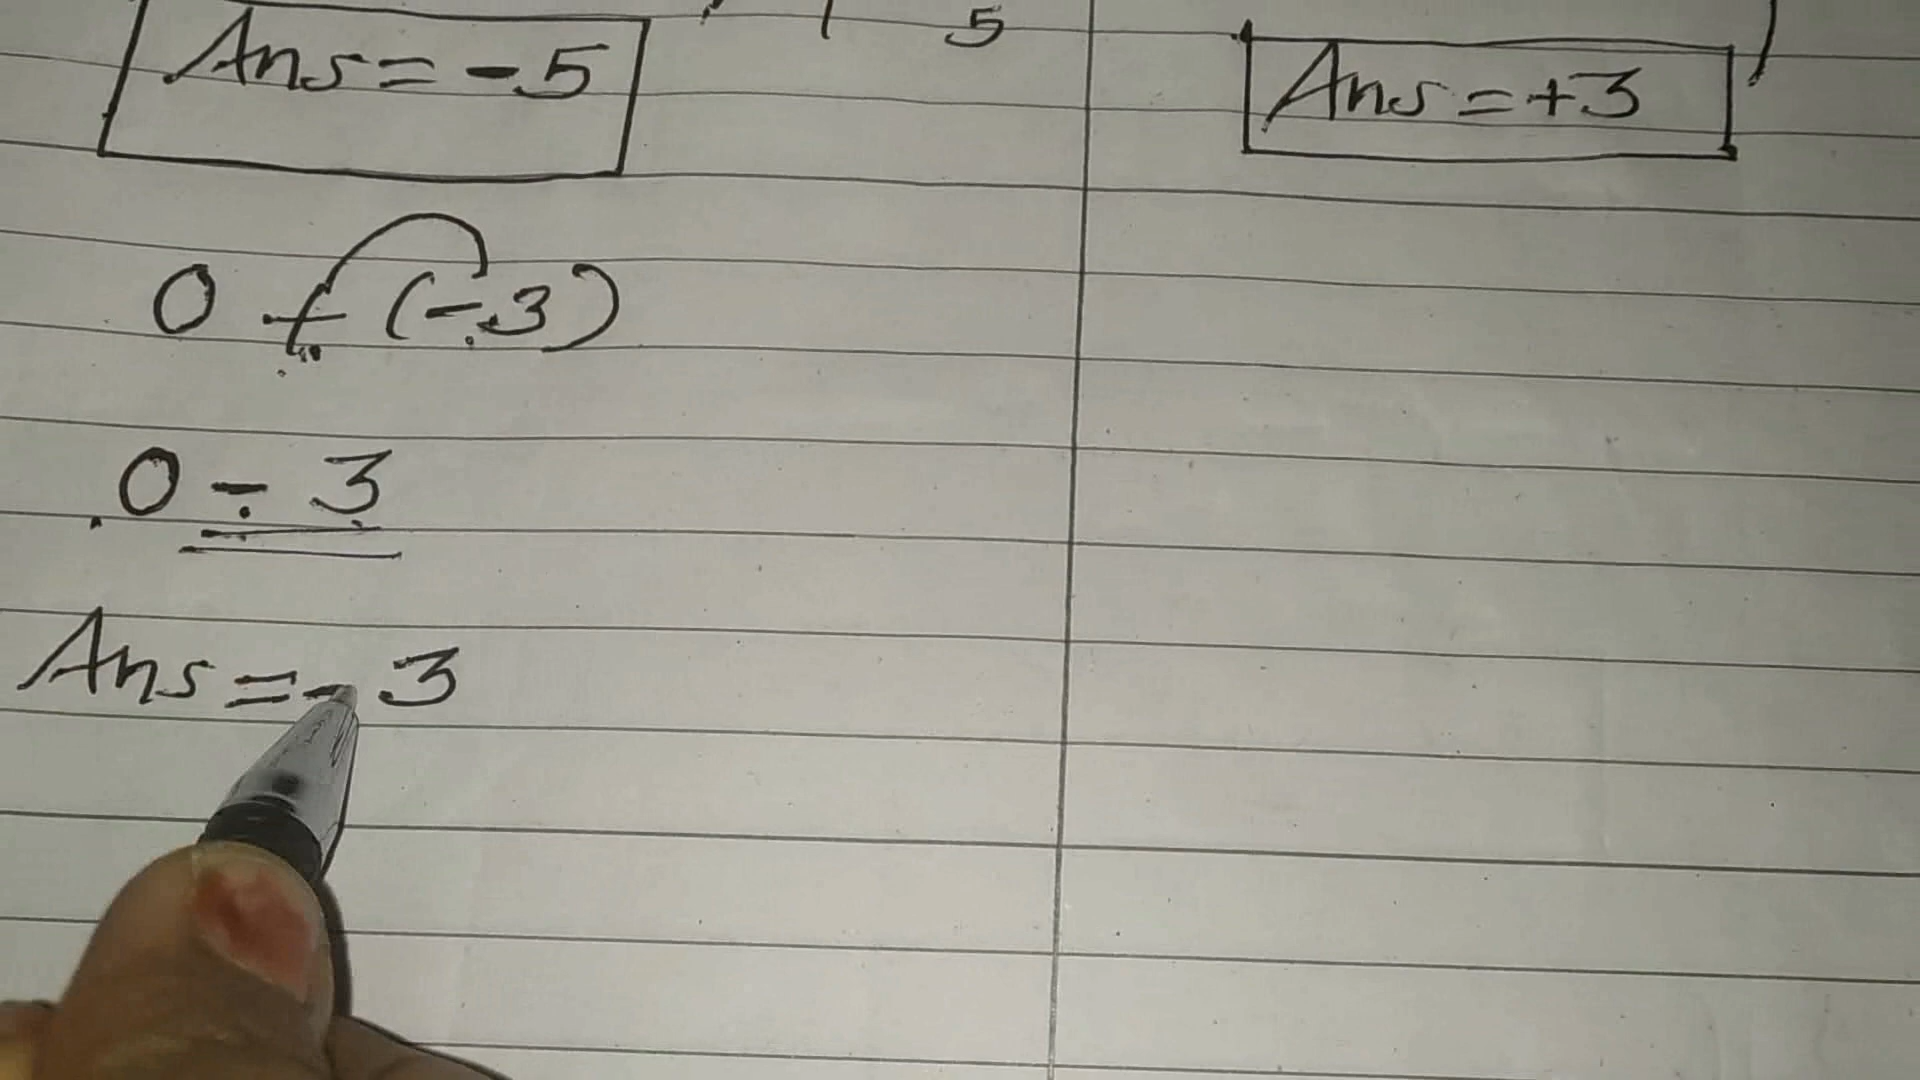 5
Ans = -5
Ans = +3
0 + (-3)
0 - 3
Ans = - 3